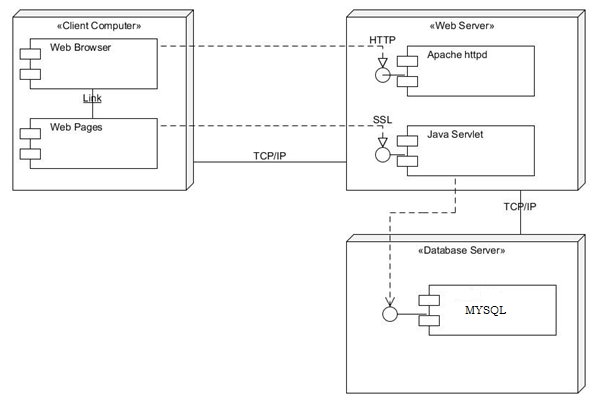 «Client Computer»
Web Browser
Link
Web Pages
HTTP
SSL
TCP/IP
«Web Server»
Apache httpd
Java Servlet
TCP/IP
«Database Server»
MYSQL